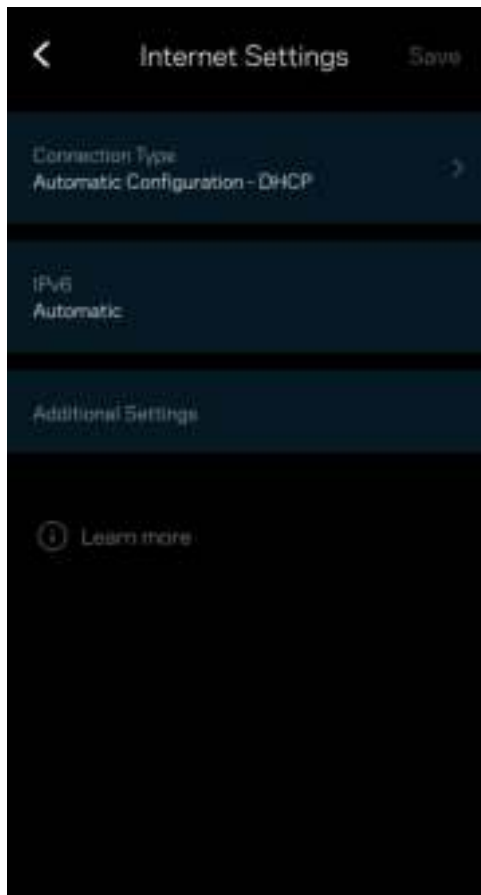 Internet Settings
Save
Connection Type
Automatic Configuration - DHCP
IPv6
Automatic
Additional Settings
Learn more